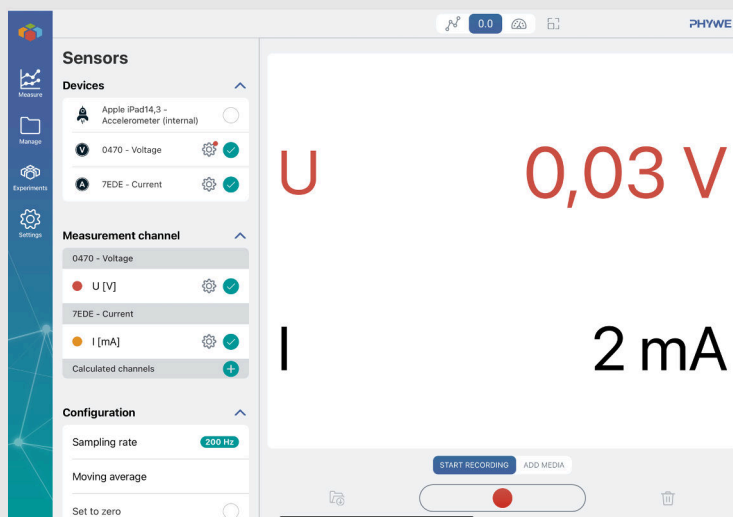 0.0
PHYWE
Measure
Manage
Experiments
Settings
Sensors
Devices
Apple iPad14,3 –
Accelerometer (internal)
V
0470 - Voltage
A
7EDE - Current
Measurement channel
0470 - Voltage
U [V]
7EDE - Current
I [mA]
Calculated channels
Configuration
Sampling rate
200 Hz
Moving average
Set to zero
U 0,03 V
I 2 mA
START RECORDING ADD MEDIA